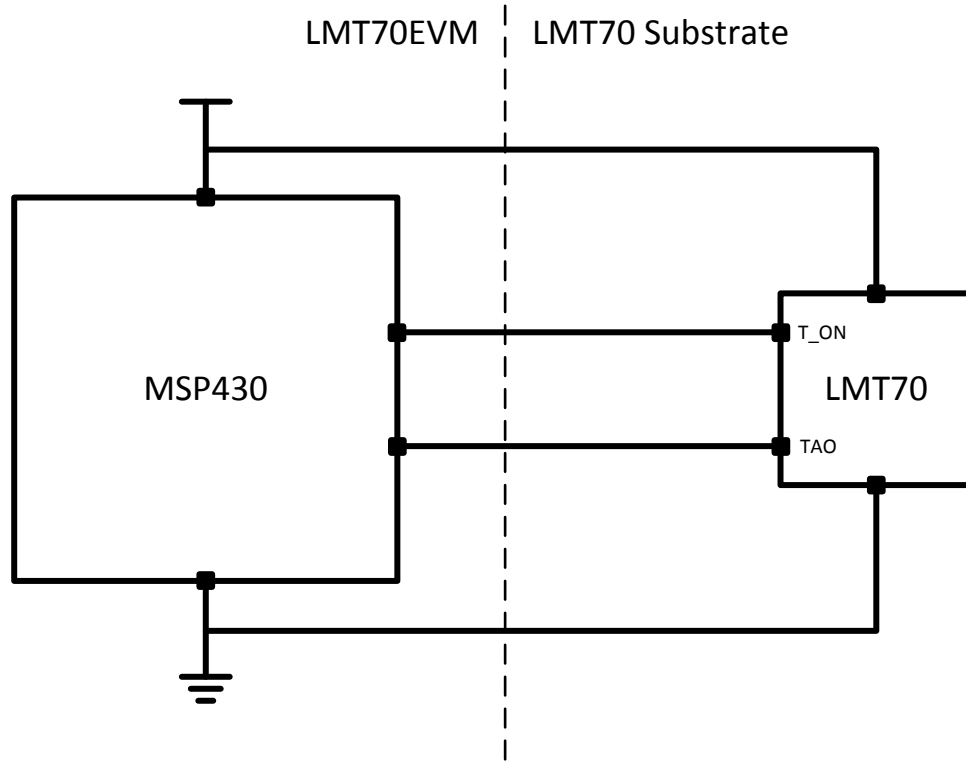 LMT70EVM
LMT70 Substrate
T_ON
MSP430
LMT70
TAO